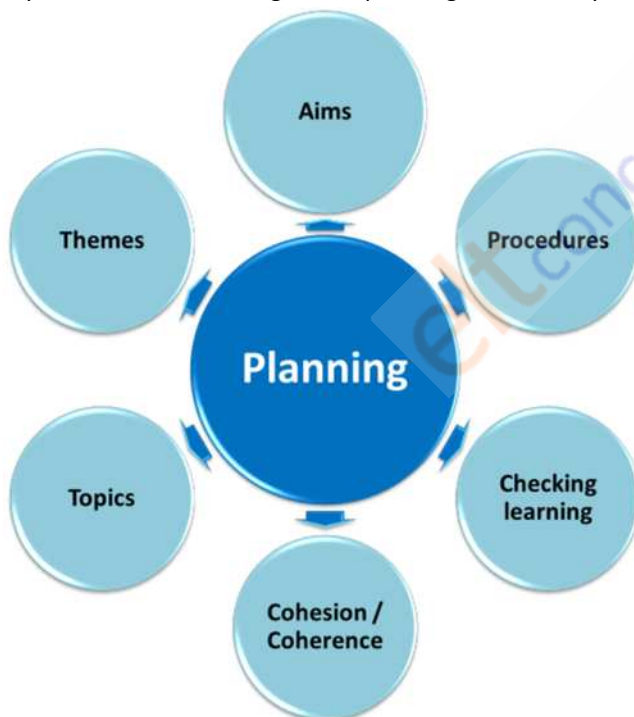 Aims
Themes
Procedures
Planning
Topics
Checking
learning
Cohesion /
Coherence